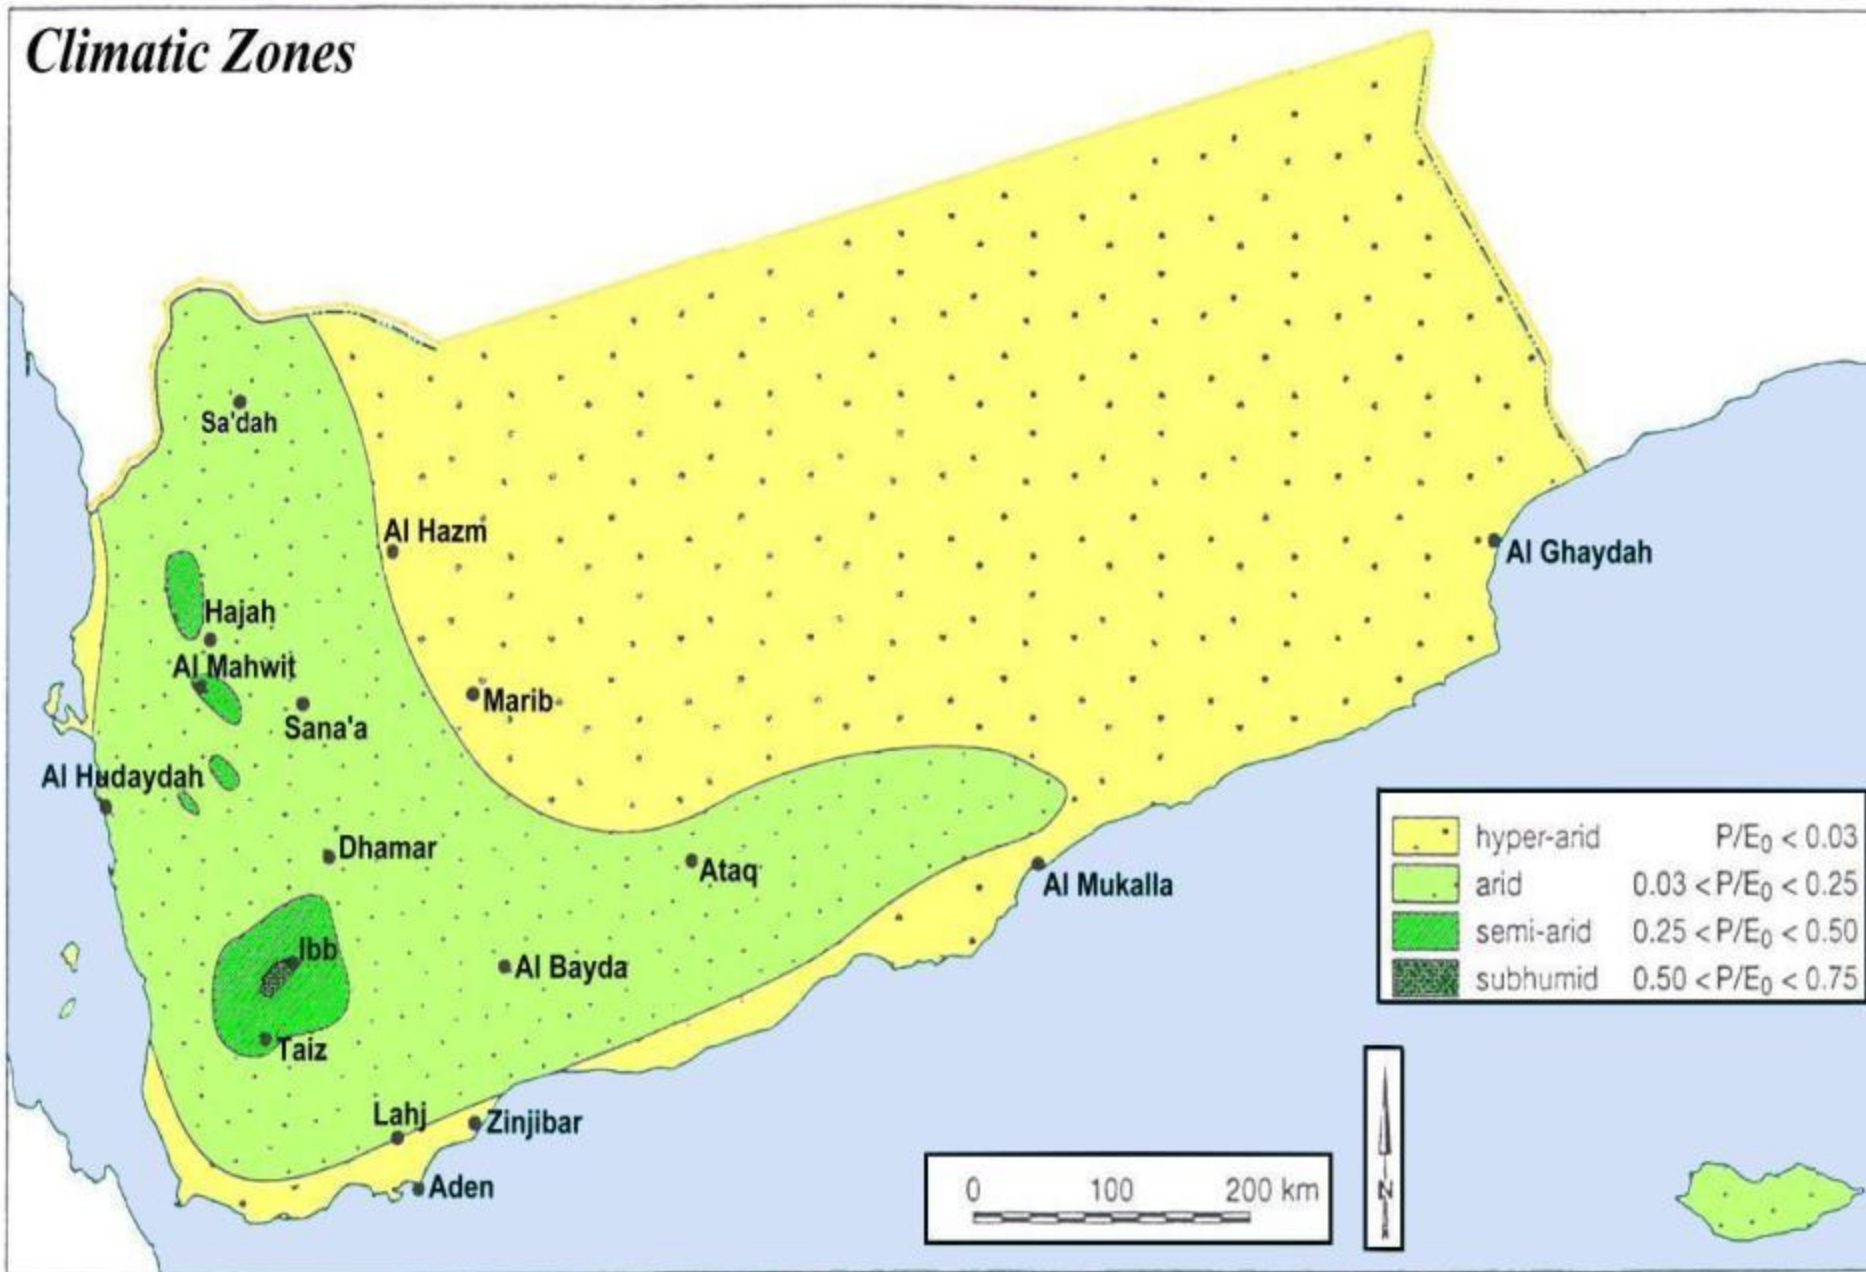 Climatic Zones
Sa'dah
Al Hazm
Al Ghaydah
Hajah
Al Mahwit
Marib
Sana'a
Al Hudaydah
Dhamar
Ataq
Al Mukalla
Ibb
Al Bayda
Taiz
Lahj
Zinjibar
Aden
hyper-arid P/E₀ < 0.03
arid 0.03 < P/E₀ < 0.25
semi-arid 0.25 < P/E₀ < 0.50
subhumid 0.50 < P/E₀ < 0.75
0 100 200 km
N